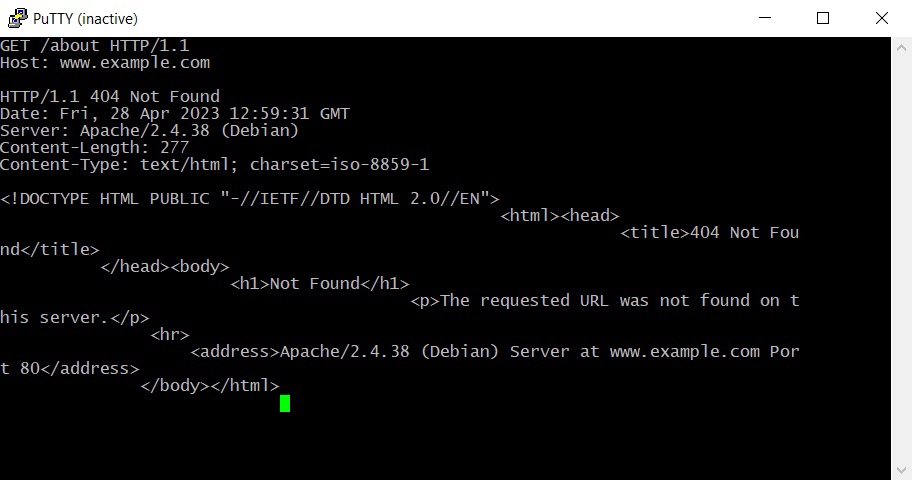 PuTTY (inactive)
GET /about HTTP/1.1
Host: www.example.com
HTTP/1.1 404 Not Found
Date: Fri, 28 Apr 2023 12:59:31 GMT
Server: Apache/2.4.38 (Debian)
Content-Length: 277
Content-Type: text/html; charset=iso-8859-1
<!DOCTYPE HTML PUBLIC "-//IETF//DTD HTML 2.0//EN">
<html><head>
<title>404 Not Fou
nd</title>
</head><body>
<h1>Not Found</h1>
<p>The requested URL was not found on t
his server.</p>
<hr>
<address>Apache/2.4.38 (Debian) Server at www.example.com Por
t 80</address>
</body></html>